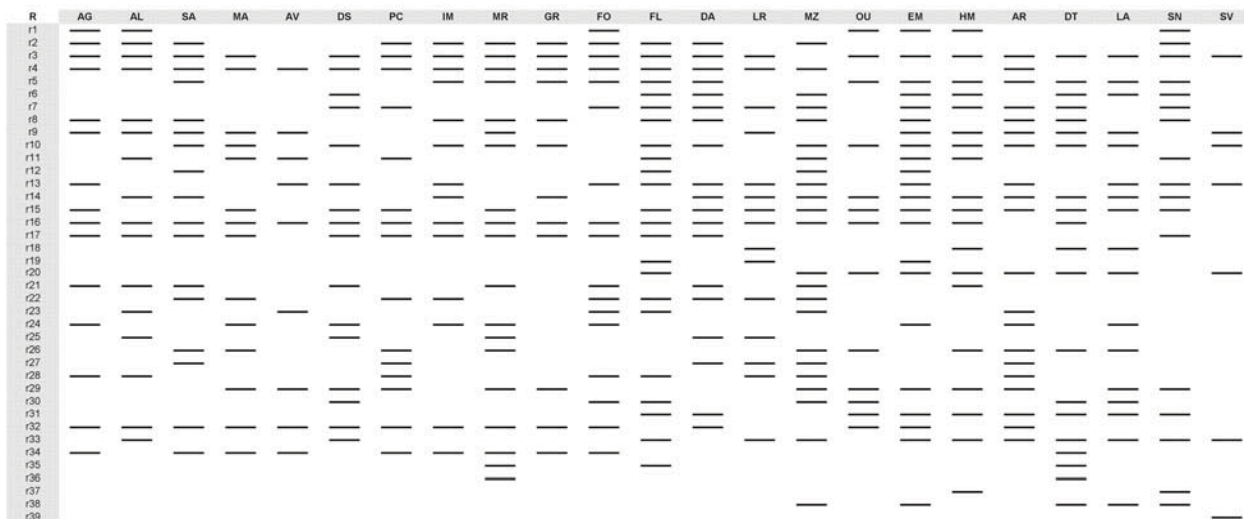 R AG AL SA MA AV DS PC IM MR GR FO FL DA LR MZ OU EM HM AR DT LA SN SV
r1
r2
r3
r4
r5
r6
r7
r8
r9
r10
r11
r12
r13
r14
r15
r16
r17
r18
r19
r20
r21
r22
r23
r24
r25
r26
r27
r28
r29
r30
r31
r32
r33
r34
r35
r36
r37
r38
r39